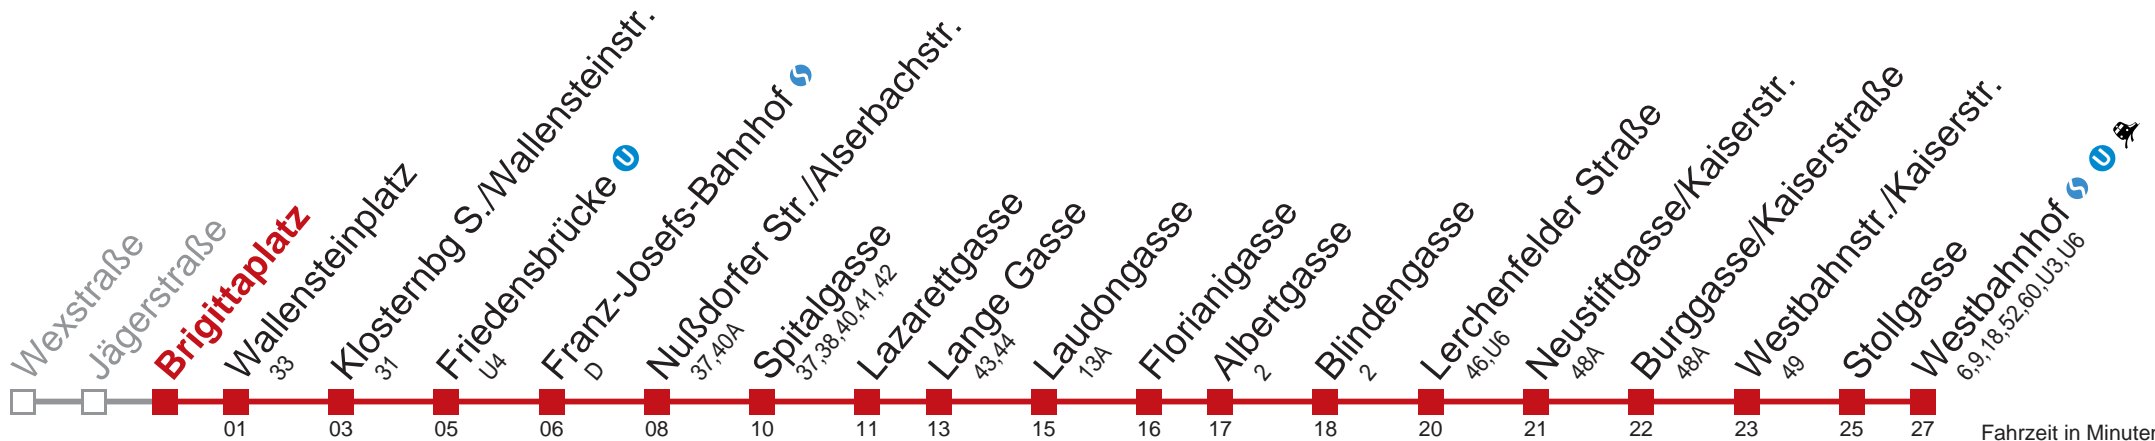 Wexstraße
Jägerstraße
Brigittaplatz
Wallensteinplatz
33
Klosternbg S./Wallensteinstr.
31
Friedensbrücke U
U4
Franz-Josefs-Bahnhof S
D
Nußdorfer Str./Alserbachstr.
37,40A
Spitalgasse
37,38,40,41,42
Lazarettgasse
Lange Gasse
43,44
Laudongasse
13A
Florianigasse
Albertgasse
2
Blindengasse
2
Lerchenfelder Straße
46,U6
Neustiftgasse/Kaiserstr.
48A
Burggasse/Kaiserstraße
48A
Westbahnstr./Kaiserstr.
49
Stollgasse
Westbahnhof S U
6,9,18,52,60,U3,U6
01 03 05 06 08 10 11 13 15 16 17 18 20 21 22 23 25 27
Fahrzeit in Minuten